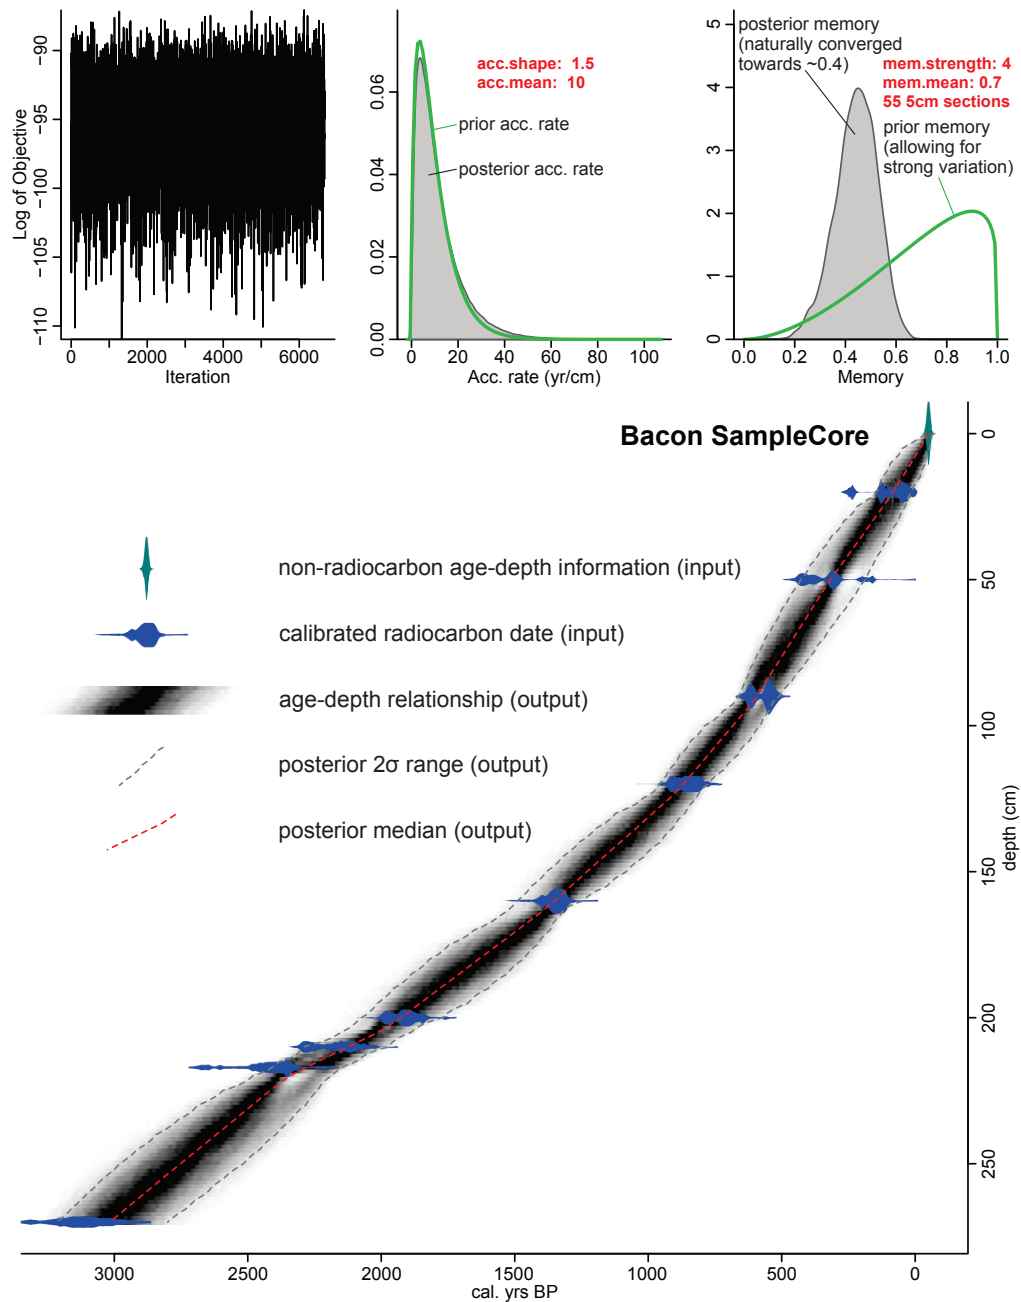 −90
−95
−100
−105
−110
Log of Objective
0
2000
4000
6000
Iteration
0.06
0.04
0.02
0.00
acc.shape: 1.5
acc.mean: 10
prior acc. rate
posterior acc. rate
0
20
40
60
80
100
Acc. rate (yr/cm)
5
4
3
2
1
0
posterior memory
(naturally converged
towards ~0.4)
mem.strength: 4
mem.mean: 0.7
55 5cm sections
prior memory
(allowing for
strong variation)
0.0
0.2
0.4
0.6
0.8
1.0
Memory
Bacon SampleCore
non-radiocarbon age-depth information (input)
calibrated radiocarbon date (input)
age-depth relationship (output)
posterior 2σ range (output)
posterior median (output)
0
50
100
150
200
250
depth (cm)
3000
2500
2000
1500
1000
500
0
cal. yrs BP